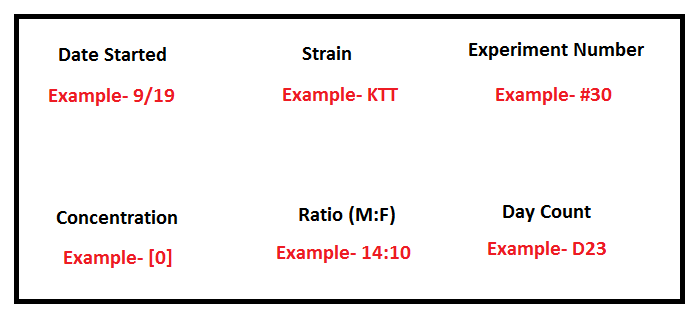 Date Started
Strain
Experiment Number
Example- 9/19
Example- KTT
Example- #30
Concentration
Ratio (M:F)
Day Count
Example- [0]
Example- 14:10
Example- D23